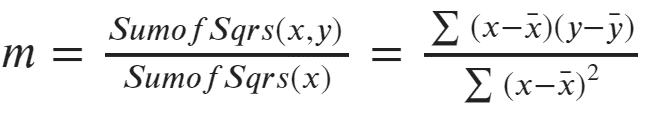 m = SumofSqrs(x,y) / SumofSqrs(x) = ∑ (x−x̄)(y−ȳ) / ∑ (x−x̄)²